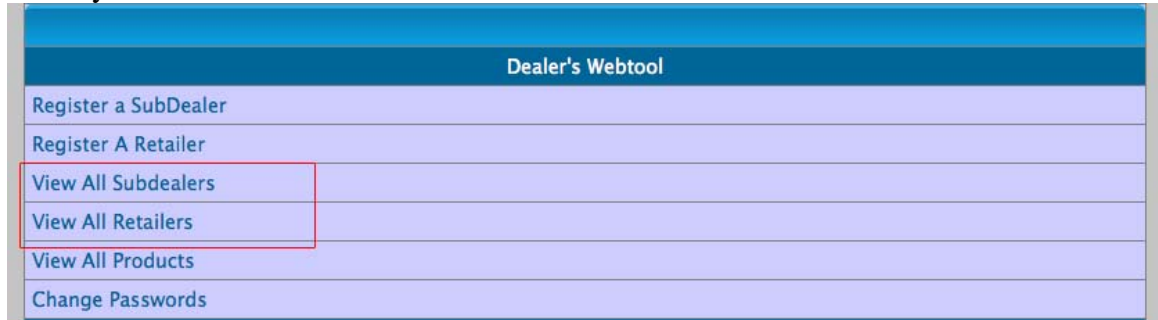 Dealer's Webtool
Register a SubDealer
Register A Retailer
View All Subdealers
View All Retailers
View All Products
Change Passwords